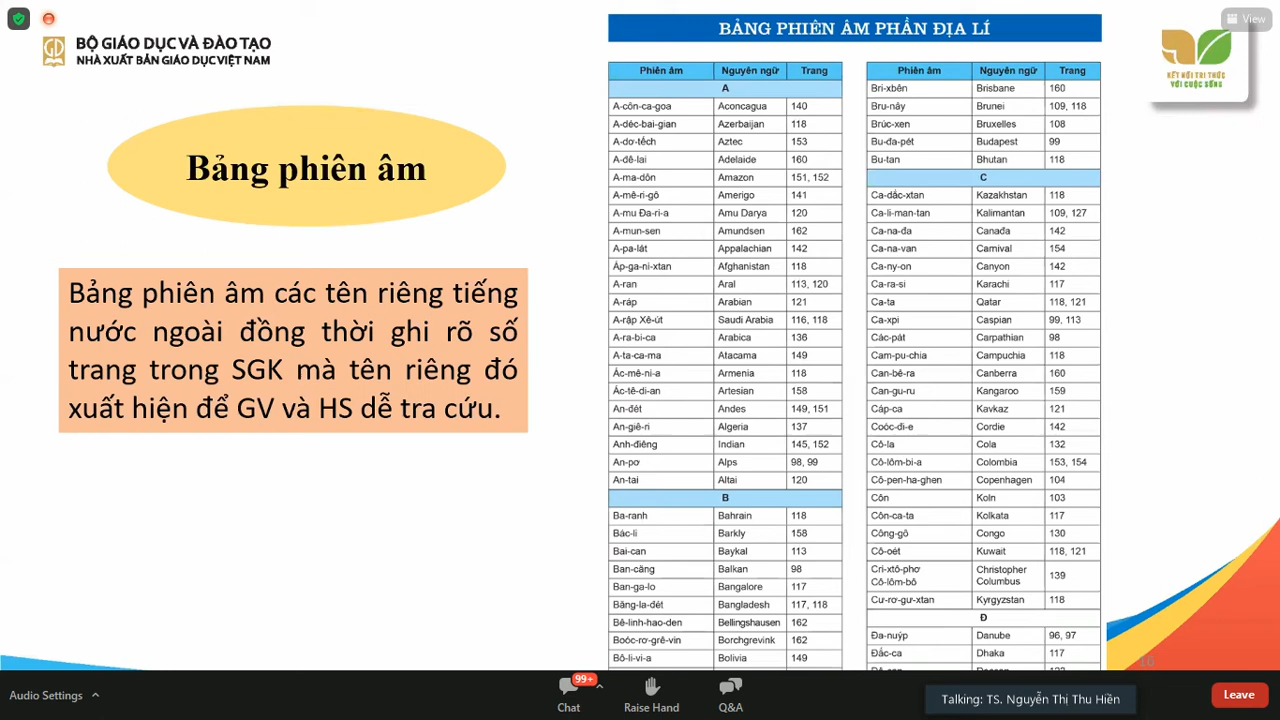 View
BỘ GIÁO DỤC VÀ ĐÀO TẠO
NHÀ XUẤT BẢN GIÁO DỤC VIỆT NAM
KẾT NỐI TRI THỨC
VỚI CUỘC SỐNG
Bảng phiên âm
Bảng phiên âm các tên riêng tiếng
nước ngoài đồng thời ghi rõ số
trang trong SGK mà tên riêng đó
xuất hiện để GV và HS dễ tra cứu.
BẢNG PHIÊN ÂM PHẦN ĐỊA LÍ
Phiên âm Nguyên ngữ Trang
A
A-côn-ca-goa Aconcagua 140
A-déc-bai-gian Azerbaijan 118
A-dơ-tếch Aztec 153
A-đê-lai Adelaide 160
A-ma-dôn Amazon 151, 152
A-mê-ri-gô Amerigo 141
A-mu Đa-ri-a Amu Darya 120
A-mun-sen Amundsen 162
A-pa-lát Appalachian 142
Áp-ga-ni-xtan Afghanistan 118
A-ran Aral 113, 120
A-ráp Arabian 121
A-rập Xê-út Saudi Arabia 116, 118
A-ra-bi-ca Arabica 136
A-ta-ca-ma Atacama 149
Ác-mê-ni-a Armenia 118
Ác-tê-di-an Artesian 158
An-đét Andes 149, 151
An-giê-ri Algeria 137
Anh-điêng Indian 145, 152
An-pơ Alps 98, 99
An-tai Altai 120
B
Ba-ranh Bahrain 118
Bác-li Barkly 158
Bai-can Baykal 113
Ban-căng Balkan 98
Ban-ga-lo Bangalore 117
Băng-la-đét Bangladesh 117, 118
Bê-linh-hao-den Bellingshausen 162
Boóc-rơ-grê-vin Borchgrevink 162
Bô-li-vi-a Bolivia 149
Phiên âm Nguyên ngữ Trang
Bri-xbên Brisbane 160
Bru-nây Brunei 109, 118
Brúc-xen Bruxelles 108
Bu-đa-pét Budapest 99
Bu-tan Bhutan 118
C
Ca-dắc-xtan Kazakhstan 118
Ca-li-man-tan Kalimantan 109, 127
Ca-na-đa Canađa 142
Ca-na-van Carnival 154
Ca-ny-on Canyon 142
Ca-ra-si Karachi 117
Ca-ta Qatar 118, 121
Ca-xpi Caspian 99, 113
Các-pát Carpathian 98
Cam-pu-chia Campuchia 118
Can-bê-ra Canberra 160
Can-gu-ru Kangaroo 159
Cáp-ca Kavkaz 121
Coóc-đi-e Cordie 142
Cô-la Cola 132
Cô-lôm-bi-a Colombia 153, 154
Cô-pen-ha-ghen Copenhagen 104
Côn Koln 103
Côn-ca-ta Kolkata 117
Công-gô Congo 130
Cô-oét Kuwait 118, 121
Cri-xtô-phơ Christopher 139
Cô-lôm-bô Columbus
Cư-rơ-gư-xtan Kyrgyzstan 118
Đ
Đa-nuýp Danube 96, 97
Đắc-ca Dhaka 117
16
Audio Settings
99+
Chat
Raise Hand
Q&A
Talking: TS. Nguyễn Thị Thu Hiền
Leave